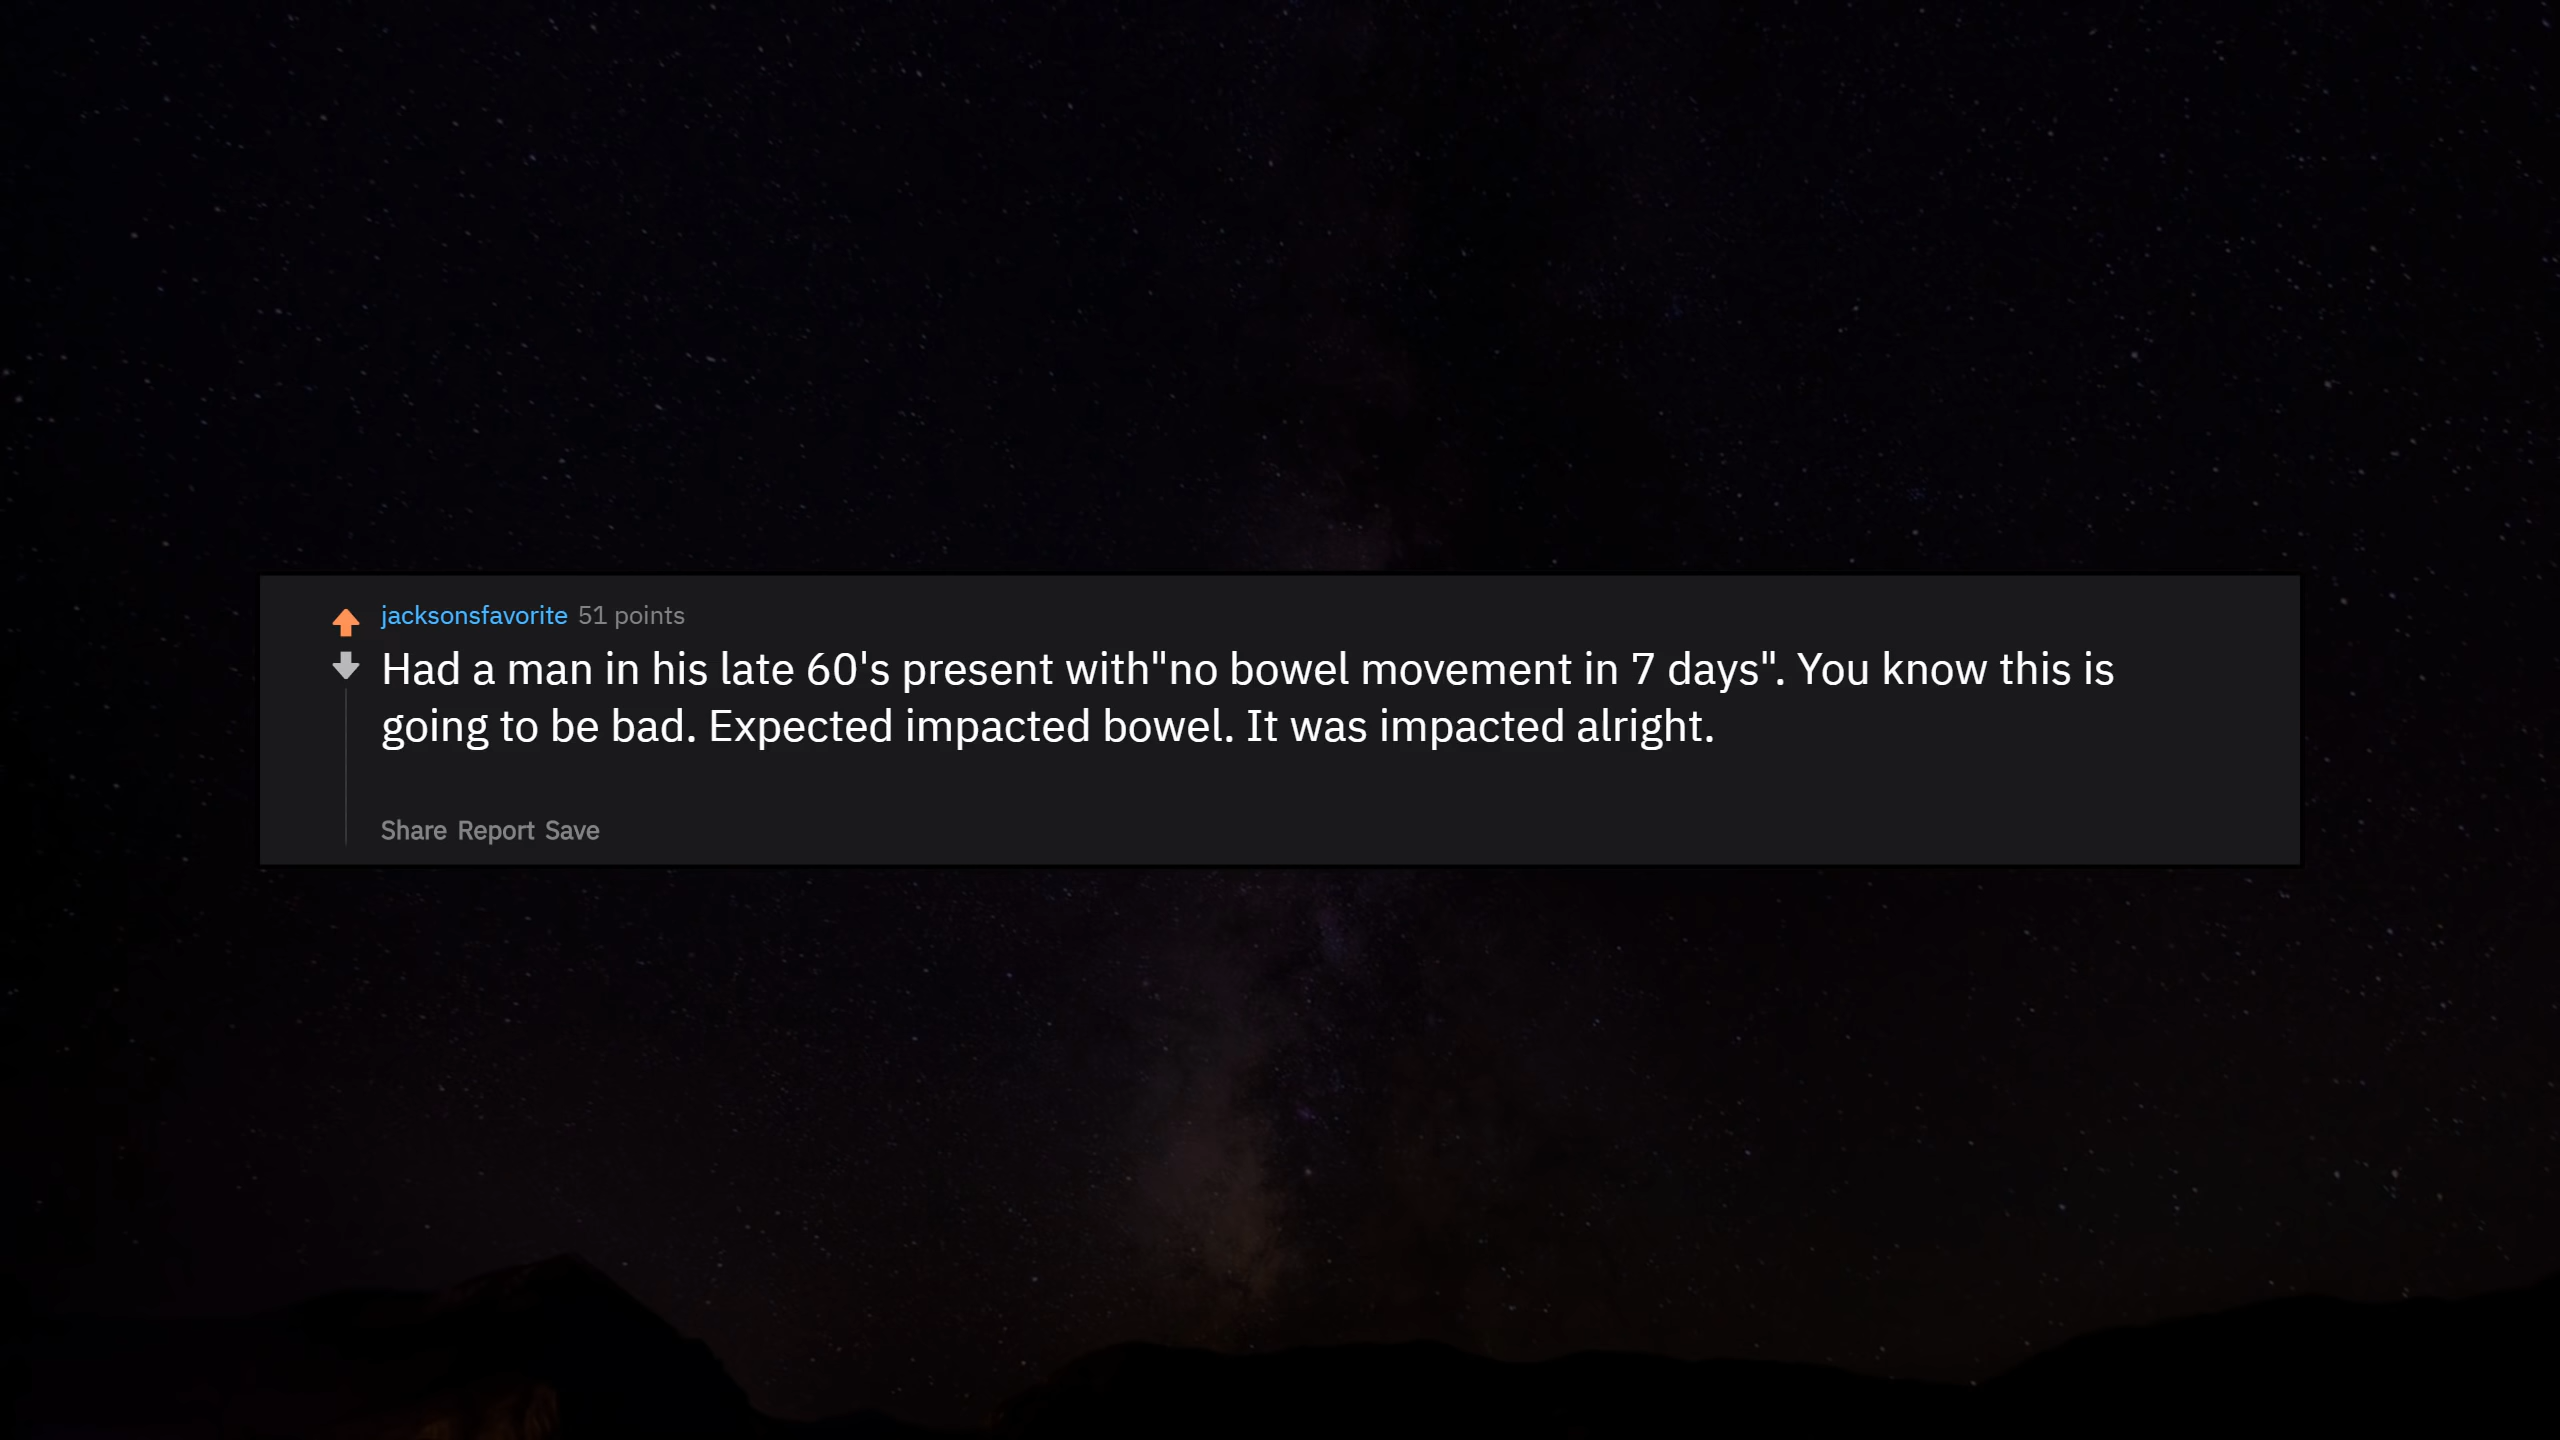 jacksonsfavorite 51 points
Had a man in his late 60's present with"no bowel movement in 7 days". You know this is
going to be bad. Expected impacted bowel. It was impacted alright.
Share Report Save